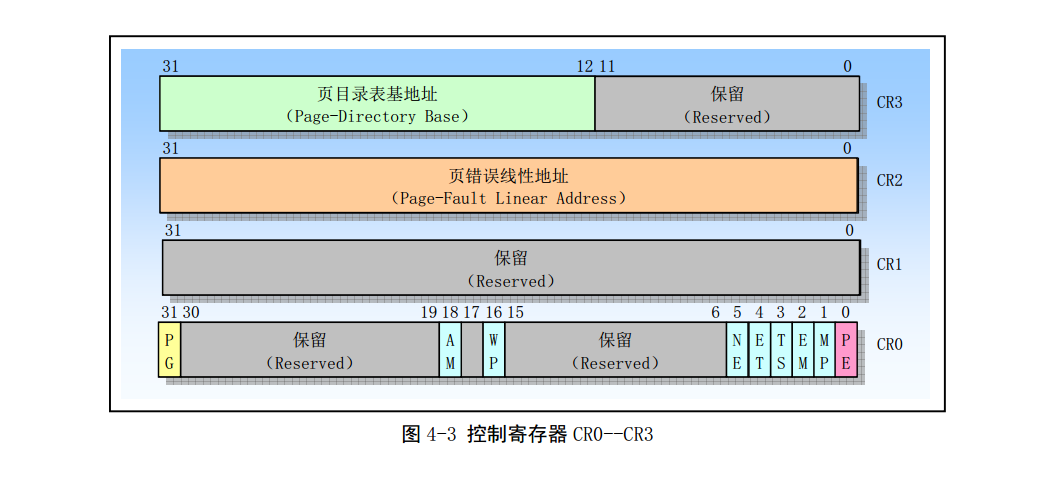 31 12 11 0
页目录表基地址 保留
（Page-Directory Base） （Reserved） CR3
31 0
页错误线性地址
（Page-Fault Linear Address） CR2
31 0
保留
（Reserved） CR1
31 30 19 18 17 16 15 6 5 4 3 2 1 0
P 保留 A W 保留 N E T E M P CR0
G (Reserved) M P (Reserved) E T S M P E
图 4-3 控制寄存器 CR0--CR3